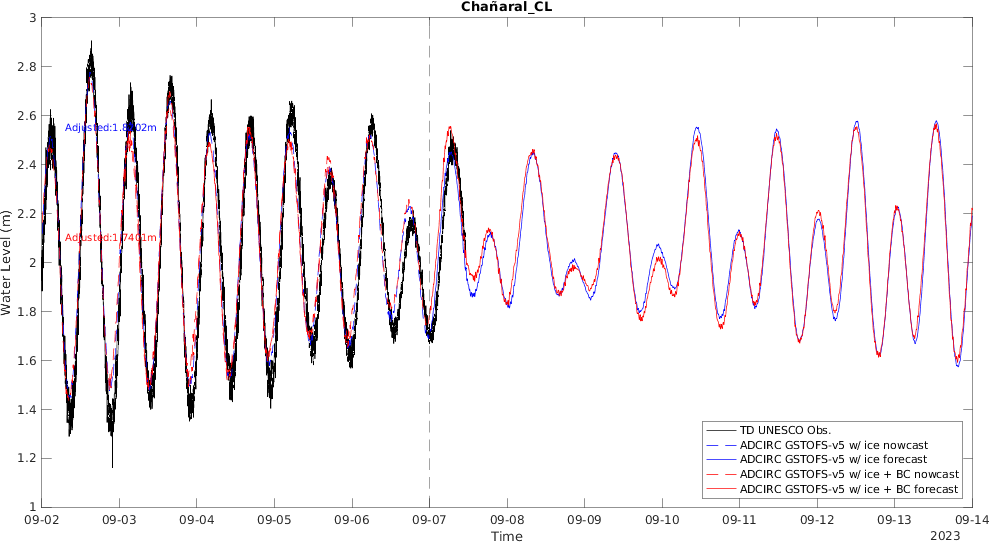 Chañaral_CL
3
2.8
2.6
2.4
2.2
2
1.8
1.6
1.4
1.2
1
Water Level (m)
Adjusted:
Adjusted:1.7401m
TD UNESCO Obs.
ADCIRC GSTOFS-v5 w/ ice nowcast
ADCIRC GSTOFS-v5 w/ ice forecast
ADCIRC GSTOFS-v5 w/ ice + BC nowcast
ADCIRC GSTOFS-v5 w/ ice + BC forecast
09-02 09-03 09-04 09-05 09-06 09-07 09-08 09-09 09-10 09-11 09-12 09-13 09-14
Time
2023